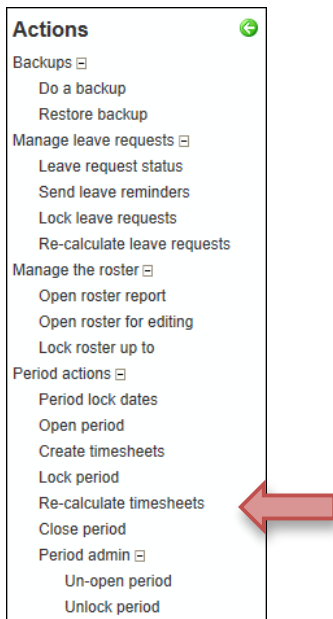 Actions
Backups
Do a backup
Restore backup
Manage leave requests
Leave request status
Send leave reminders
Lock leave requests
Re-calculate leave requests
Manage the roster
Open roster report
Open roster for editing
Lock roster up to
Period actions
Period lock dates
Open period
Create timesheets
Lock period
Re-calculate timesheets
Close period
Period admin
Un-open period
Unlock period